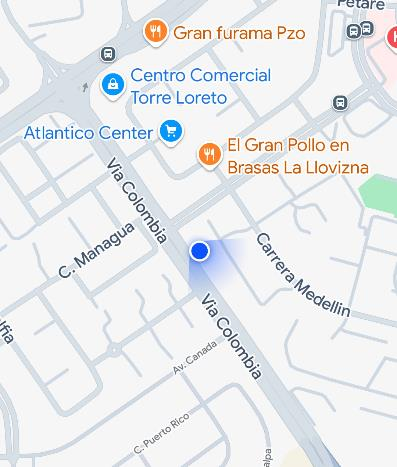 Petare
Gran furama Pzo
Centro Comercial
Torre Loreto
Atlantico Center
El Gran Pollo en
Brasas La Llovizna
Via Colombia
C. Managua
Carrera Medellin
Via Colombia
Av. Canada
C. Puerto Rico